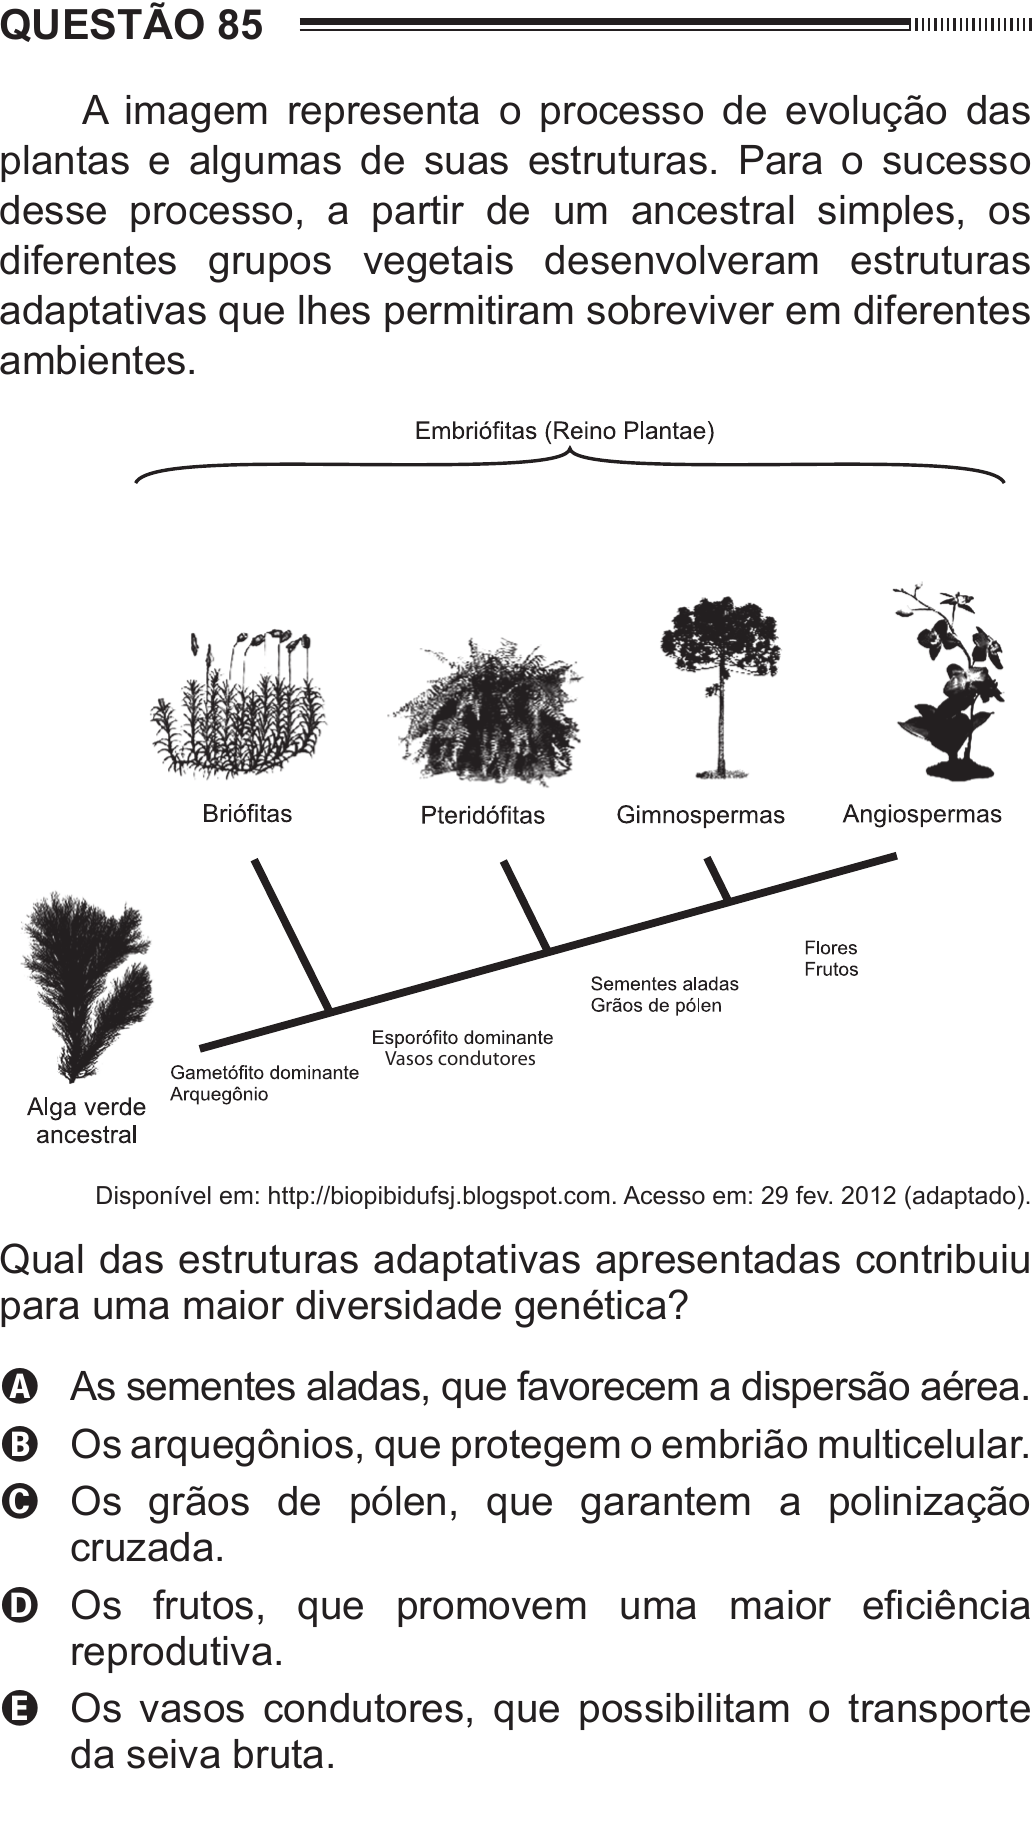 QUESTÃO 85
A imagem representa o processo de evolução das
plantas e algumas de suas estruturas. Para o sucesso
desse processo, a partir de um ancestral simples, os
diferentes grupos vegetais desenvolveram estruturas
adaptativas que lhes permitiram sobreviver em diferentes
ambientes.
Embriófitas (Reino Plantae)
Briófitas
Pteridófitas
Gimnospermas
Angiospermas
Flores
Frutos
Sementes aladas
Grãos de pólen
Esporófito dominante
Vasos condutores
Gametófito dominante
Arquegônio
Alga verde
ancestral
Disponível em: http://biopibidufsj.blogspot.com. Acesso em: 29 fev. 2012 (adaptado).
Qual das estruturas adaptativas apresentadas contribuiu
para uma maior diversidade genética?
A As sementes aladas, que favorecem a dispersão aérea.
B Os arquegônios, que protegem o embrião multicelular.
C Os grãos de pólen, que garantem a polinização
cruzada.
D Os frutos, que promovem uma maior eficiência
reprodutiva.
E Os vasos condutores, que possibilitam o transporte
da seiva bruta.